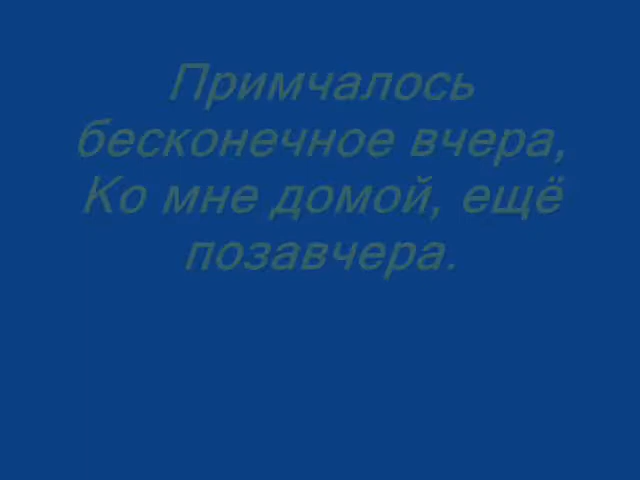 Примчалось
бесконечное вчера,
Ко мне домой, ещё
позавчера.